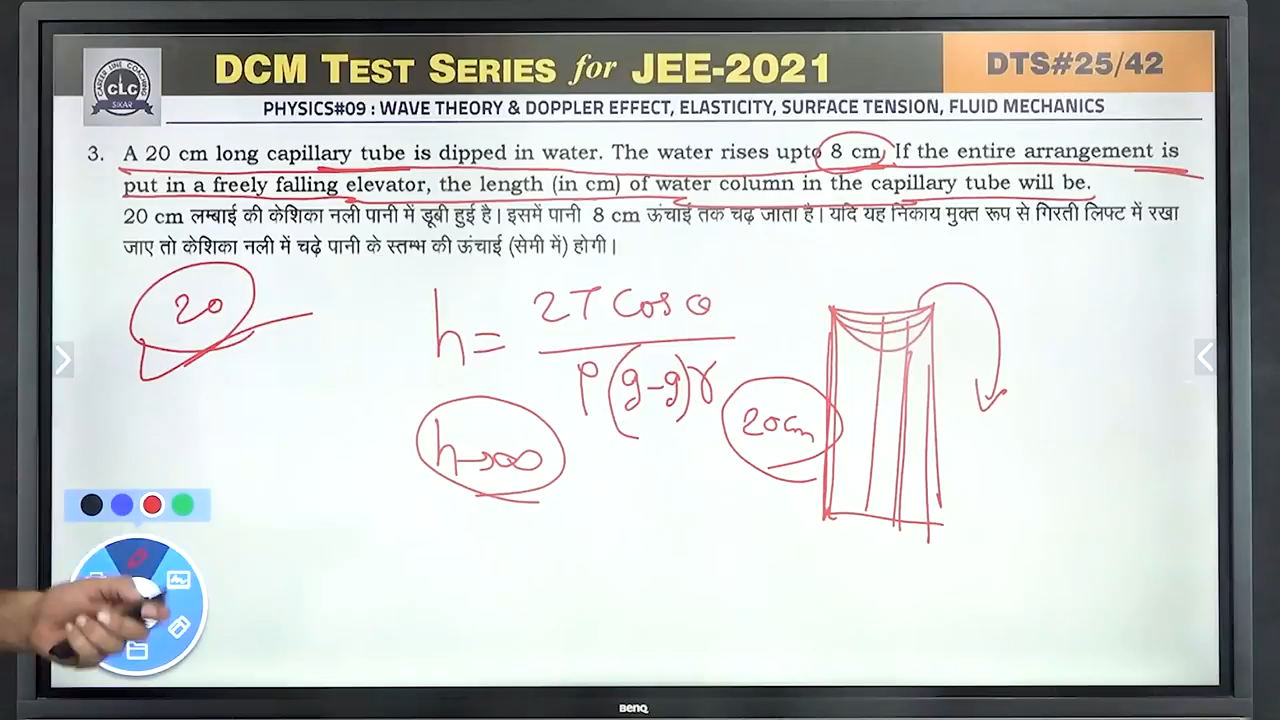 DCM TEST SERIES for JEE-2021
DTS#25/42
CAREER LINE COACHING
CLC
SIKAR
PHYSICS#09 : WAVE THEORY & DOPPLER EFFECT, ELASTICITY, SURFACE TENSION, FLUID MECHANICS
3. A 20 cm long capillary tube is dipped in water. The water rises upto 8 cm. If the entire arrangement is
put in a freely falling elevator, the length (in cm) of water column in the capillary tube will be.
20 cm लम्बाई की केशिका नली पानी में डूबी हुई है। इसमें पानी 8 cm ऊंचाई तक चढ़ जाता है। यदि यह निकाय मुक्त रूप से गिरती लिफ्ट में रखा
जाए तो केशिका नली में चढ़े पानी के स्तम्भ की ऊंचाई (सेमी में) होगी।
20
h = 2T Cos θ
ρ(g-g)r
h→∞
20cm
BenQ